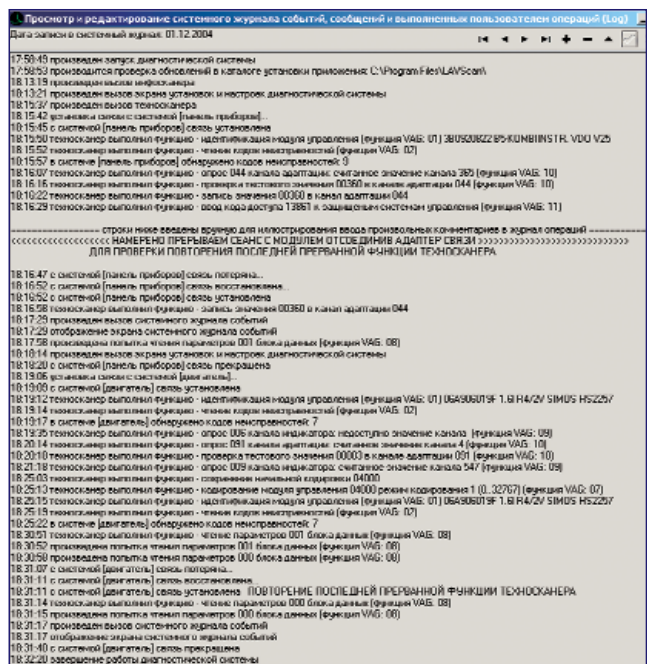 Просмотр и редактирование системного журнала событий, сообщений и выполненных пользователем операций (Log)
Дата записи в системный журнал: 01.12.2004
17:58:49 произведен запуск диагностической системы
17:58:53 производится проверка обновлений в каталоге установки приложения: C:\Program Files\LAVScan\
18:13:19 произведен вызов инфосканера
18:13:21 произведен вызов экрана установок и настроек диагностической системы
18:15:37 произведен вызов техносканера
18:15:42 установка связи с системой [панель приборов]...
18:15:45 с системой [панель приборов] связь установлена
18:15:50 техносканер выполнил функцию - идентификация модуля управления (функция VAG: 01) 3B0920822 B5-KOMBIINSTR. VDO V25
18:15:52 техносканер выполнил функцию - чтение кодов неисправностей (функция VAG: 02)
18:15:57 в системе [панель приборов] обнаружено кодов неисправностей: 9
18:16:07 техносканер выполнил функцию - опрос 044 канала адаптации: считанное значение канала 365 (функция VAG: 10)
18:16:16 техносканер выполнил функцию - проверка тестового значения 00360 в канале адаптации 044 (функция VAG: 10)
18:16:22 техносканер выполнил функцию - запись значения 00360 в канал адаптации 044
18:16:29 техносканер выполнил функцию - ввод кода доступа 13861 к защищеным системам управления (функция VAG: 11)
------------------ строки ниже введены вручную для иллюстрирования ввода произвольных комментариев в журнал операций ------------------
<<<<<<<<<<<<<<<<<< НАМЕРЕНО ПРЕРЫВАЕМ СЕАНС С МОДУЛЕМ ОТСОЕДИНИВ АДАПТЕР СВЯЗИ >>>>>>>>>>>>>>>>>>>>>>>>>>>
ДЛЯ ПРОВЕРКИ ПОВТОРЕНИЯ ПОСЛЕДНЕЙ ПРЕРВАННОЙ ФУНКЦИИ ТЕХНОСКАНЕРА
18:16:47 с системой [панель приборов] связь потеряна...
18:16:52 с системой [панель приборов] связь восстановлена...
18:16:52 с системой [панель приборов] связь установлена
18:16:58 техносканер выполнил функцию - запись значения 00360 в канал адаптации 044
18:17:29 произведен вызов системного журнала событий
18:17:29 отображение экрана системного журнала событий
18:17:58 произведена попытка чтения параметров 001 блока данных (функция VAG: 08)
18:18:14 произведен вызов экрана установок и настроек диагностической системы
18:18:20 с системой [панель приборов] связь прекращена
18:19:06 установка связи с системой [двигатель]...
18:19:09 с системой [двигатель] связь установлена
18:19:12 техносканер выполнил функцию - идентификация модуля управления (функция VAG: 01) 06A906019F 1.6l R4/2V SIMOS HS2257
18:19:14 техносканер выполнил функцию - чтение кодов неисправностей (функция VAG: 02)
18:19:17 в системе [двигатель] обнаружено кодов неисправностей: 7
18:19:35 техносканер выполнил функцию - опрос 006 канала индикатора: недоступно значение канала (функция VAG: 09)
18:20:14 техносканер выполнил функцию - опрос 091 канала адаптации: считанное значение канала 4 (функция VAG: 10)
18:20:10 техносканер выполнил функцию - проверка тестового значения 00003 в канале адаптации 091 (функция VAG: 10)
18:21:18 техносканер выполнил функцию - опрос 009 канала индикатора: считанное значение канала 547 (функция VAG: 09)
18:25:03 техносканер выполнил функцию - сохранение начальной кодировки 04000
18:25:13 техносканер выполнил функцию - кодирование модуля управления 04000 режим кодирования 1 (0..32767) (функция VAG: 07)
18:25:15 техносканер выполнил функцию - идентификация модуля управления (функция VAG: 01) 06A906019F 1.6l R4/2V SIMOS HS2257
18:25:19 техносканер выполнил функцию - чтение кодов неисправностей (функция VAG: 02)
18:25:22 в системе [двигатель] обнаружено кодов неисправностей: 7
18:30:51 техносканер выполнил функцию - чтение параметров 001 блока данных (функция VAG: 08)
18:30:52 произведена попытка чтения параметров 001 блока данных (функция VAG: 08)
18:30:58 произведена попытка чтения параметров 000 блока данных (функция VAG: 08)
18:31:07 с системой [двигатель] связь потеряна...
18:31:11 с системой [двигатель] связь восстановлена...
18:31:11 с системой [двигатель] связь установлена ПОВТОРЕНИЕ ПОСЛЕДНЕЙ ПРЕРВАННОЙ ФУНКЦИИ ТЕХНОСКАНЕРА
18:31:14 техносканер выполнил функцию - чтение параметров 000 блока данных (функция VAG: 08)
18:31:15 произведена попытка чтения параметров 000 блока данных (функция VAG: 08)
18:31:17 произведен вызов системного журнала событий
18:31:17 отображение экрана системного журнала событий
18:31:40 с системой [двигатель] связь прекращена
18:32:20 завершение работы диагностической системы